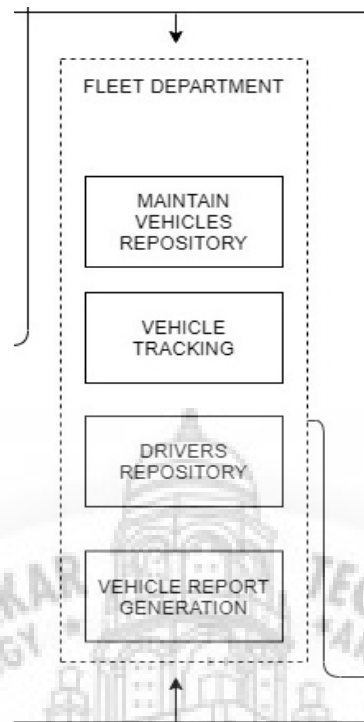 FLEET DEPARTMENT
MAINTAIN
VEHICLES
REPOSITORY
VEHICLE
TRACKING
DRIVERS
REPOSITORY
VEHICLE REPORT
GENERATION